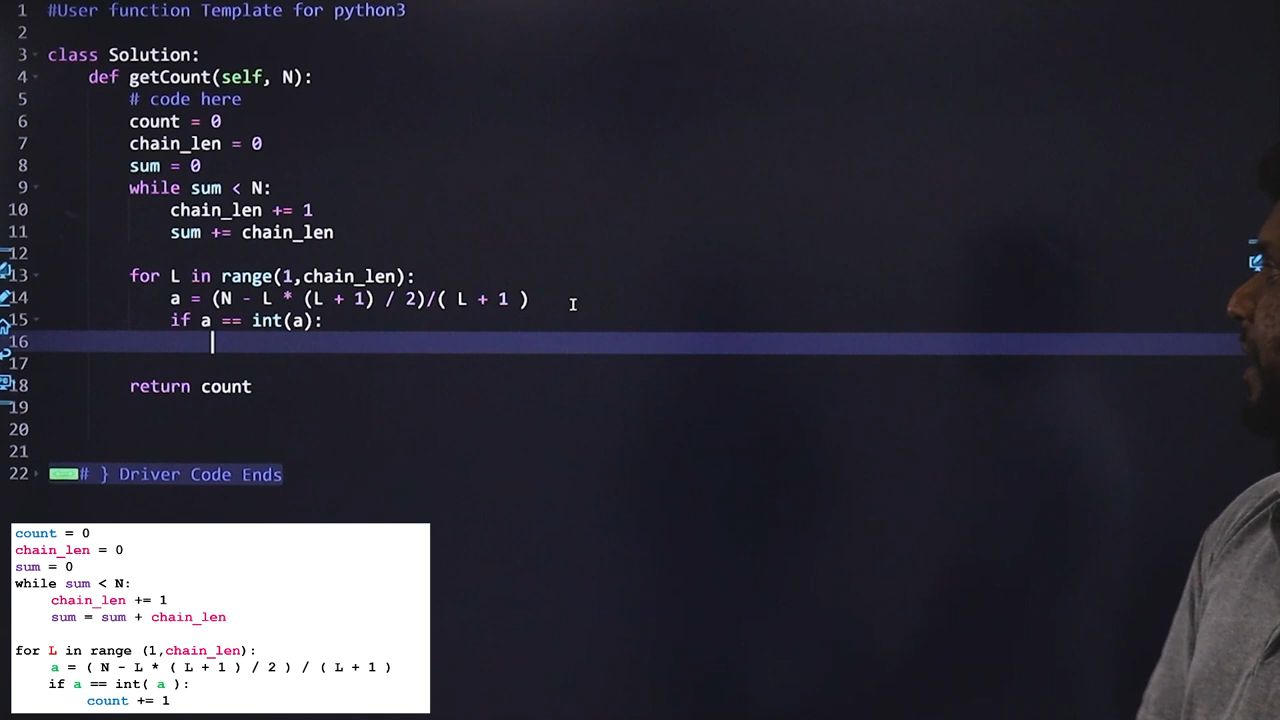 1 #User function Template for python3
2
3 class Solution:
4 def getCount(self, N):
5 # code here
6 count = 0
7 chain_len = 0
8 sum = 0
9 while sum < N:
10 chain_len += 1
11 sum += chain_len
12
13 for L in range(1,chain_len):
14 a = (N - L * (L + 1) / 2)/( L + 1 )
15 if a == int(a):
16
17
18 return count
19
20
21
22 # } Driver Code Ends
count = 0
chain_len = 0
sum = 0
while sum < N:
chain_len += 1
sum = sum + chain_len
for L in range (1,chain_len):
a = ( N - L * ( L + 1 ) / 2 ) / ( L + 1 )
if a == int( a ):
count += 1